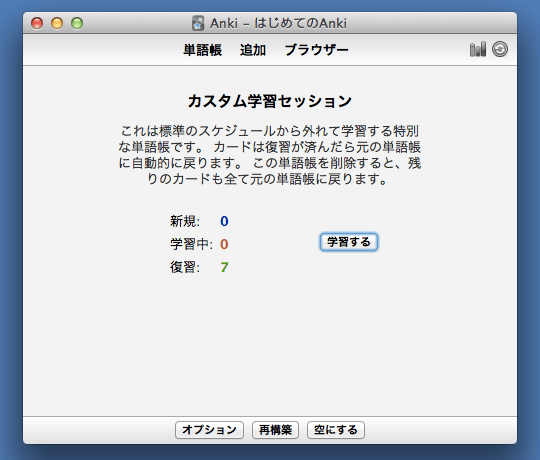 Anki – はじめてのAnki
単語帳 追加 ブラウザー
カスタム学習セッション
これは標準のスケジュールから外れて学習する特別
な単語帳です。 カードは復習が済んだら元の単語帳
に自動的に戻ります。 この単語帳を削除すると、残
りのカードも全て元の単語帳に戻ります。
新規: 0
学習中: 0
学習する
復習: 7
オプション 再構築 空にする